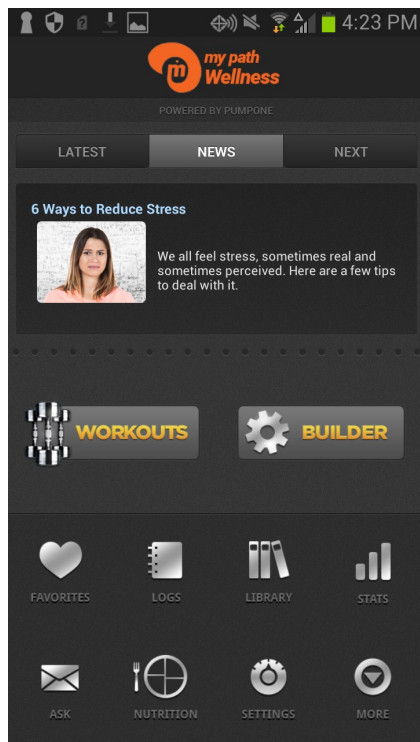 4:23 PM
my path
Wellness
POWERED BY PUMPONE
LATEST
NEWS
NEXT
6 Ways to Reduce Stress
We all feel stress, sometimes real and
sometimes perceived. Here are a few tips
to deal with it.
WORKOUTS
BUILDER
FAVORITES
LOGS
LIBRARY
STATS
ASK
NUTRITION
SETTINGS
MORE